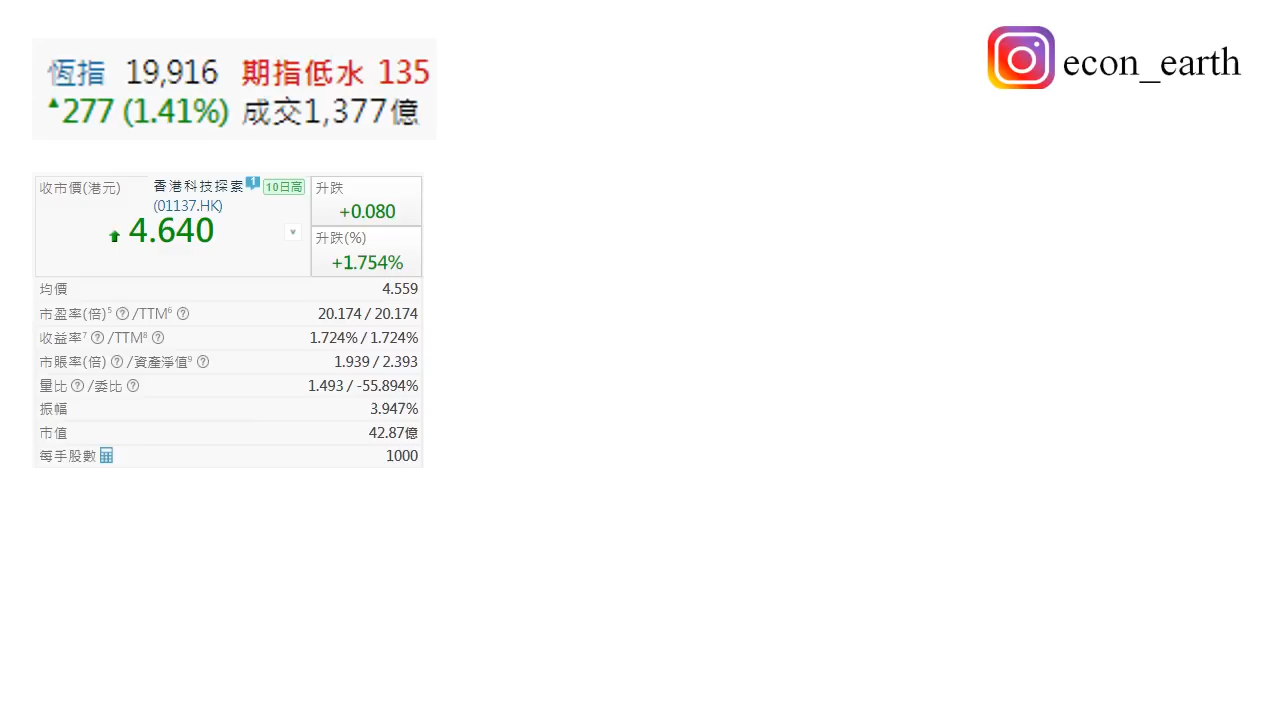 恆指 19,916 期指低水 135
▲277 (1.41%) 成交1,377億
econ_earth
收市價(港元) 香港科技探索 1 10日高
(01137.HK)
4.640
升跌
+0.080
升跌(%)
+1.754%
均價 4.559
市盈率(倍)⁵ ? /TTM⁶ ? 20.174 / 20.174
收益率⁷ ? /TTM⁸ ? 1.724% / 1.724%
市賬率(倍) ? /資產淨值⁹ ? 1.939 / 2.393
量比 ? /委比 ? 1.493 / -55.894%
振幅 3.947%
市值 42.87億
每手股數 1000